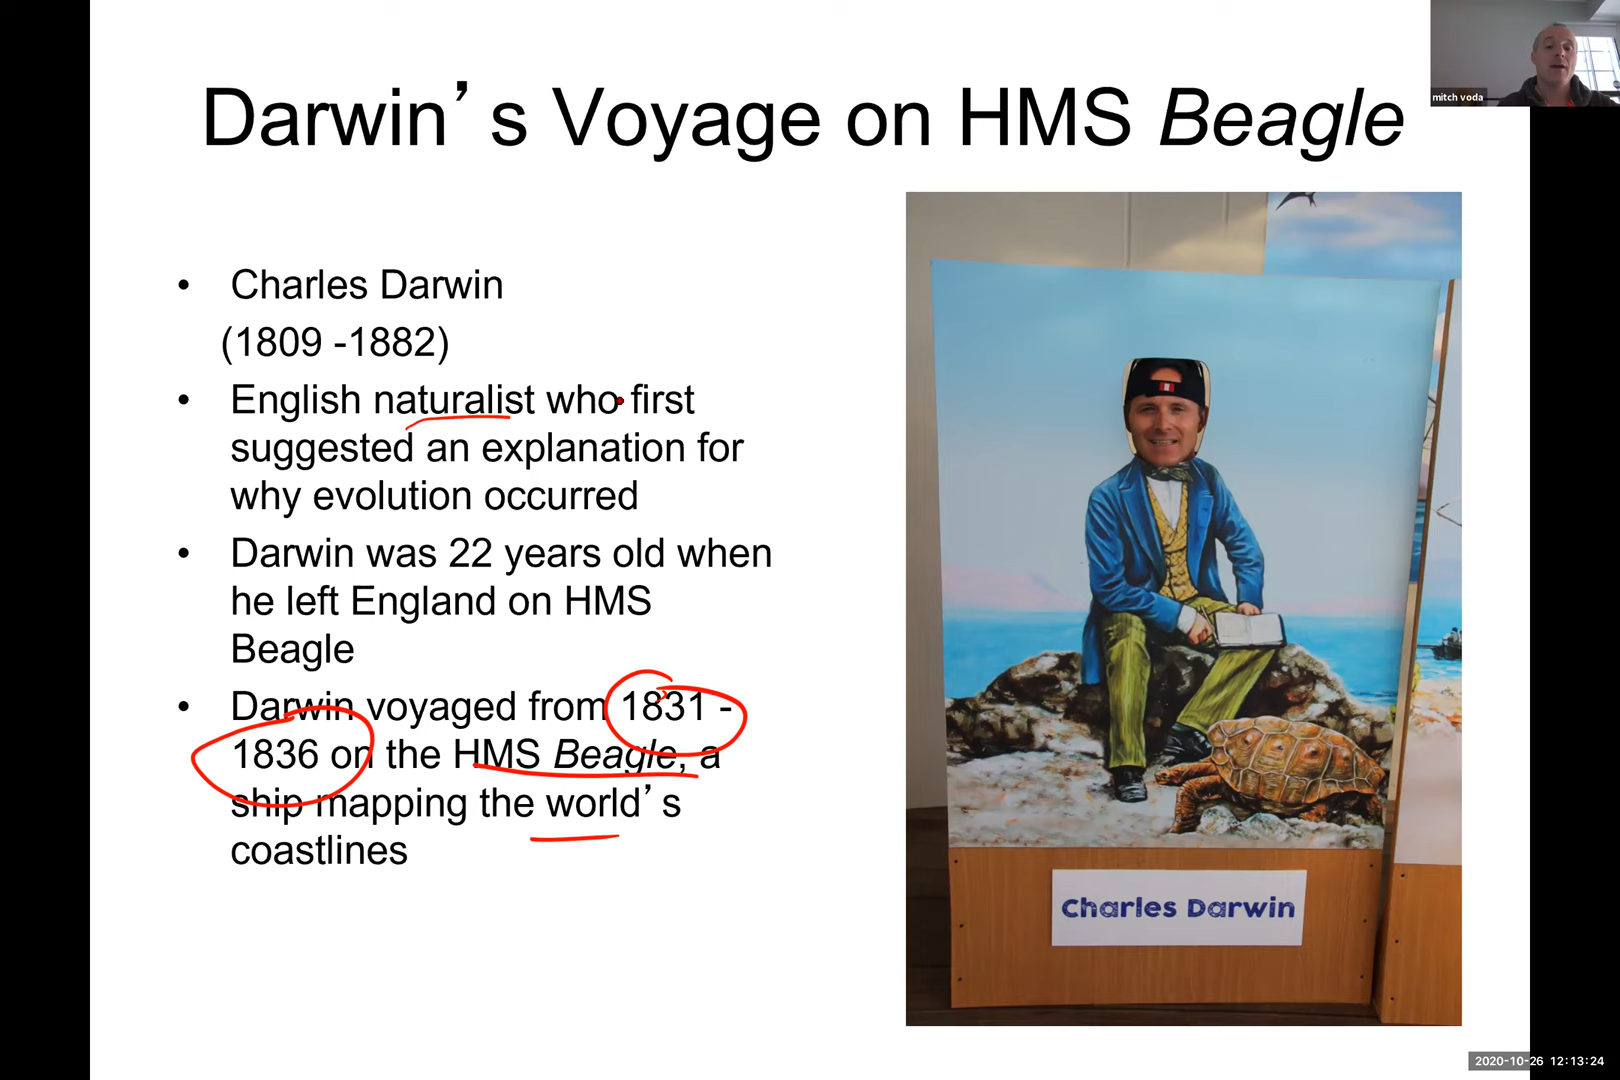 Darwin’s Voyage on HMS Beagle
mitch voda
• Charles Darwin
(1809 -1882)
• English naturalist who first
suggested an explanation for
why evolution occurred
• Darwin was 22 years old when
he left England on HMS
Beagle
• Darwin voyaged from 1831 -
1836 on the HMS Beagle, a
ship mapping the world’s
coastlines
Charles Darwin
2020-10-26 12:13:24